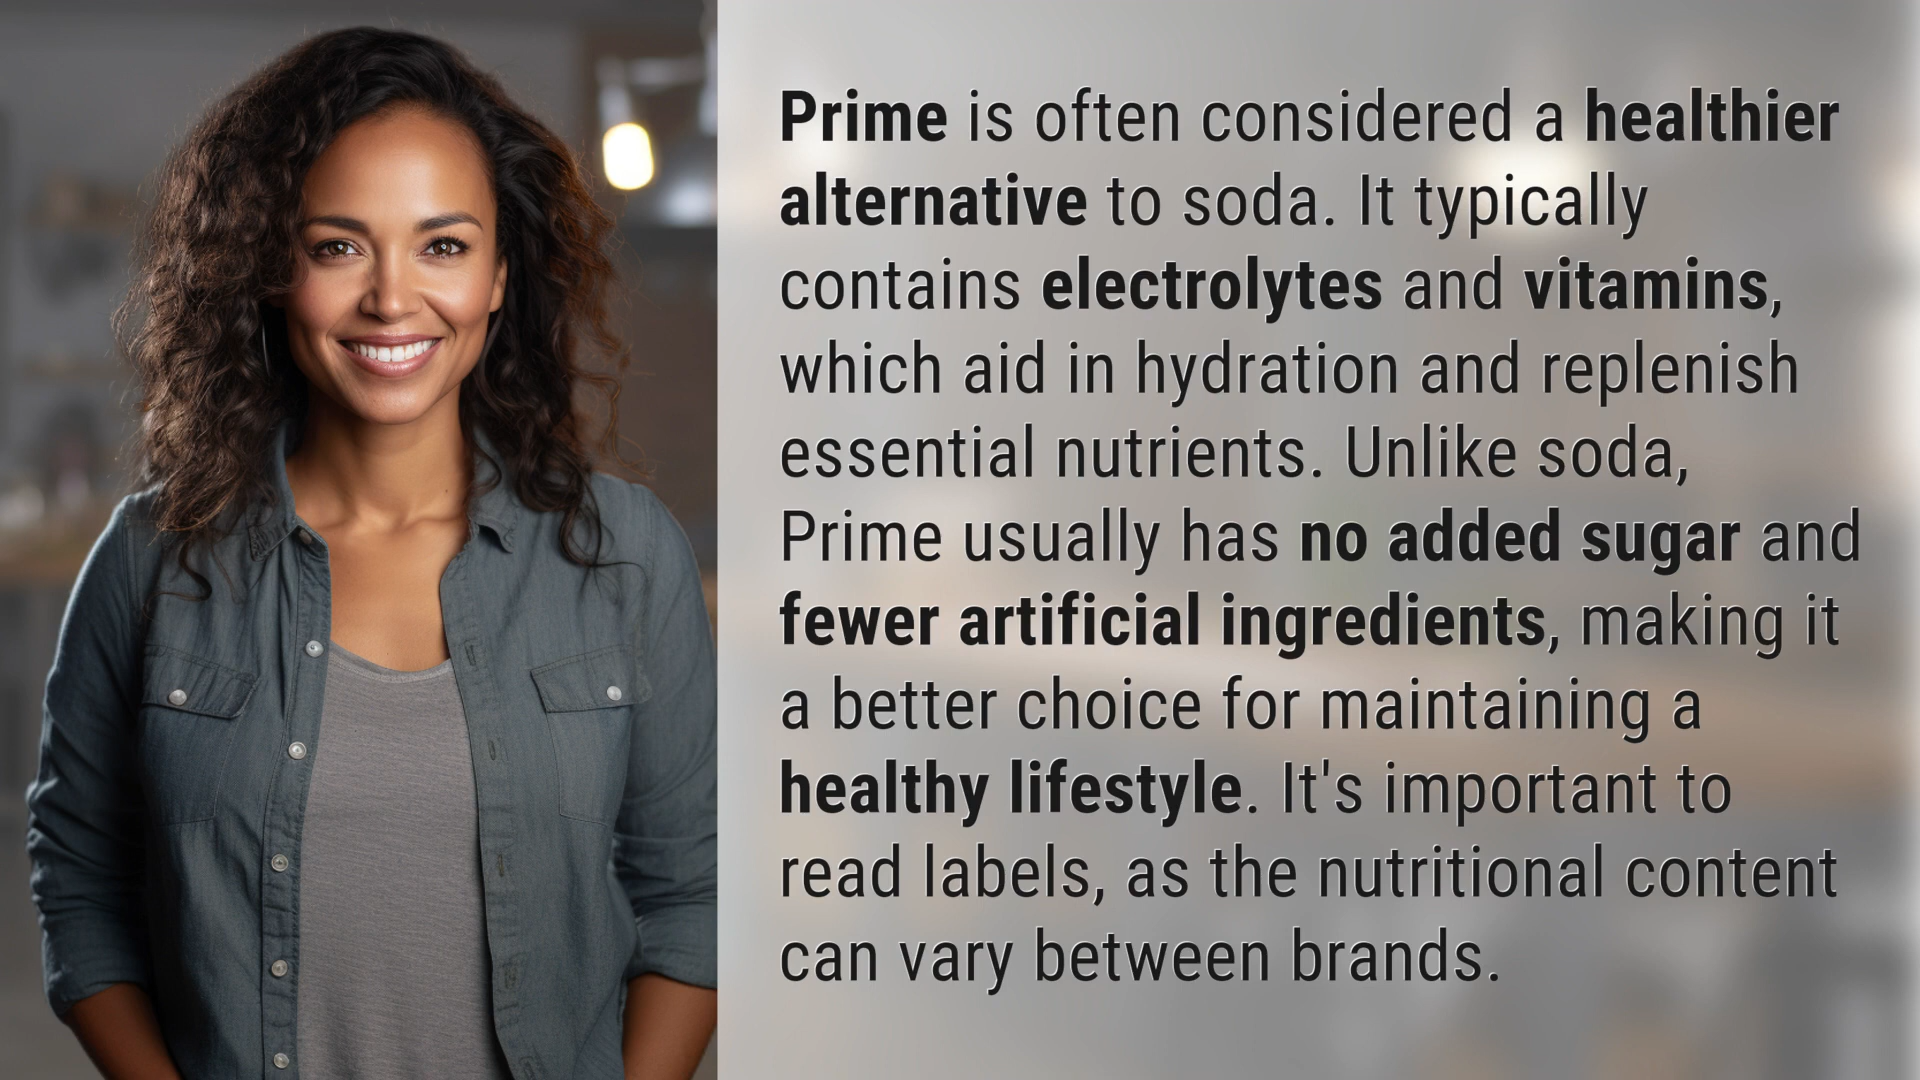 Prime is often considered a healthier
alternative to soda. It typically
contains electrolytes and vitamins,
which aid in hydration and replenish
essential nutrients. Unlike soda,
Prime usually has no added sugar and
fewer artificial ingredients, making it
a better choice for maintaining a
healthy lifestyle. It's important to
read labels, as the nutritional content
can vary between brands.